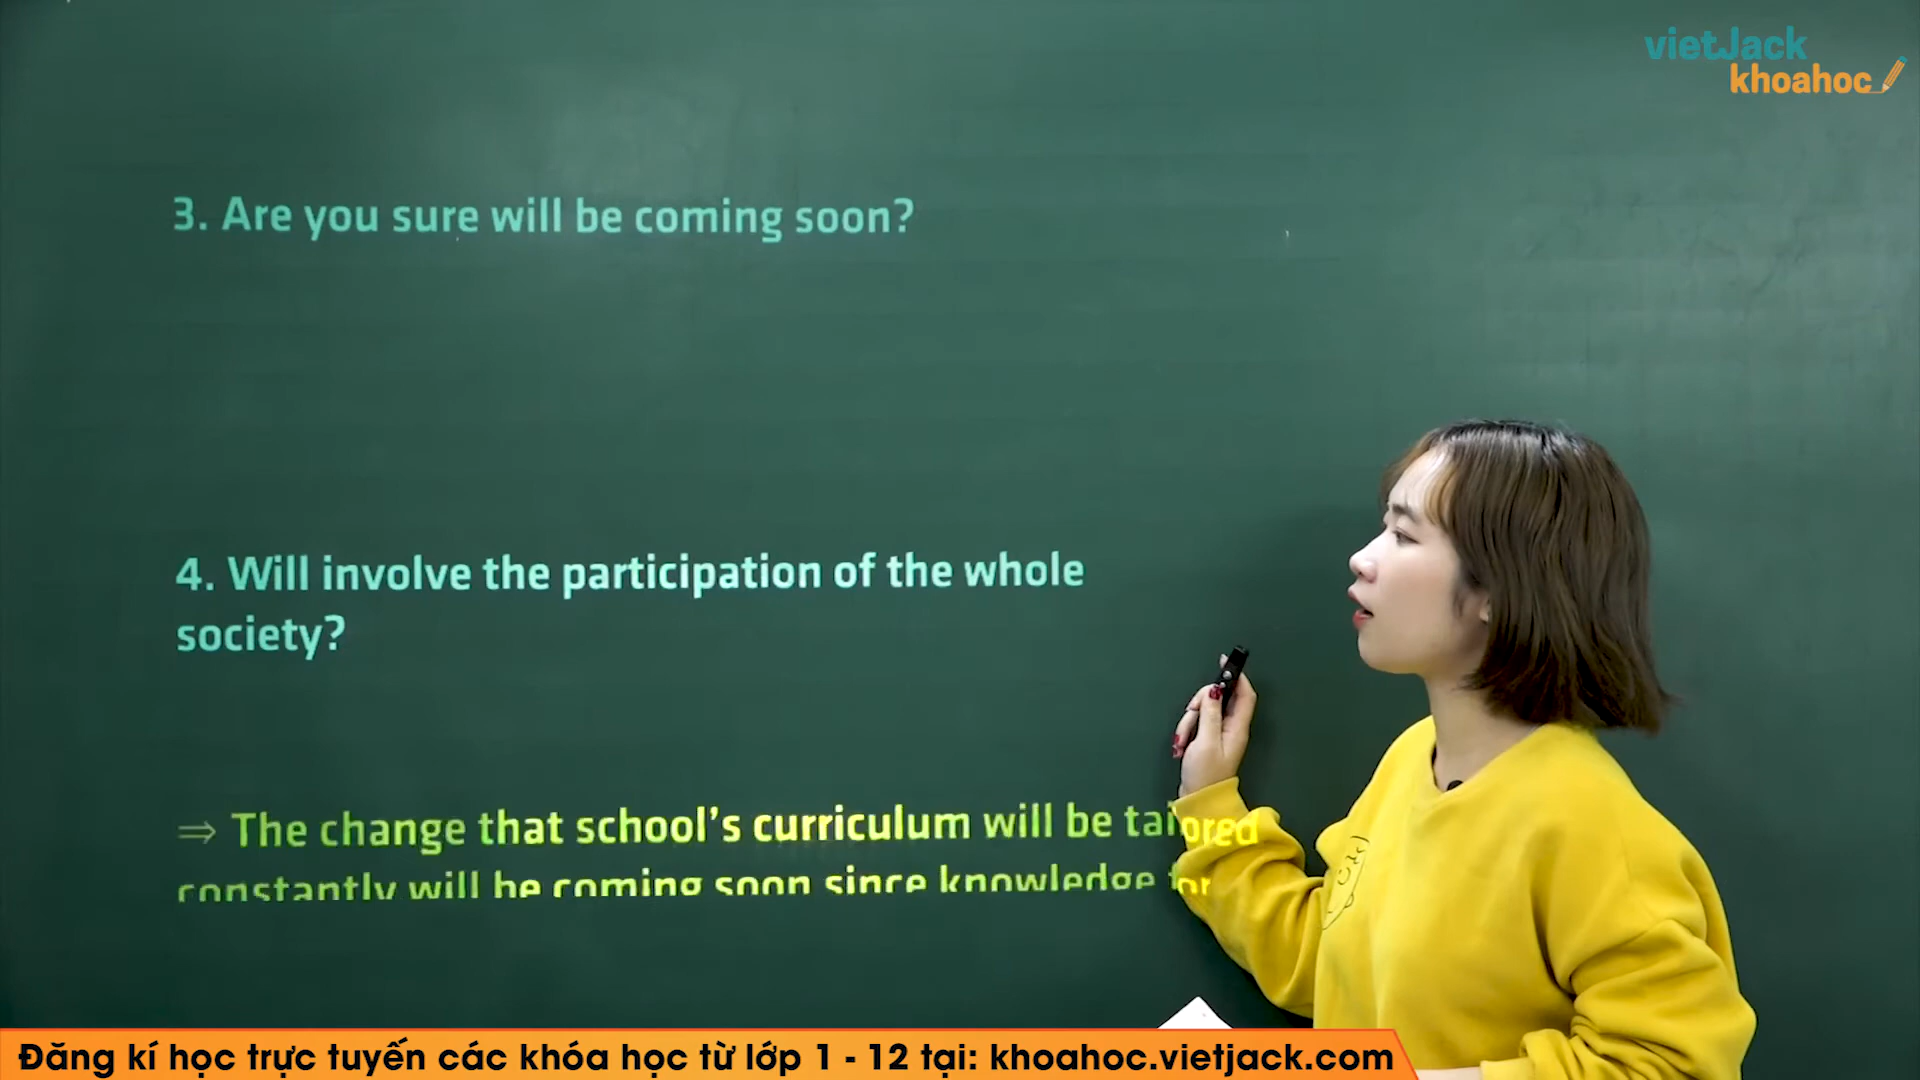 vietJack
khoahoc
3. Are you sure will be coming soon?
4. Will involve the participation of the whole
society?
⇒ The change that school's curriculum will be tailored
constantly will be coming soon since knowledge for
Đăng kí học trực tuyến các khóa học từ lớp 1 - 12 tại: khoahoc.vietjack.com